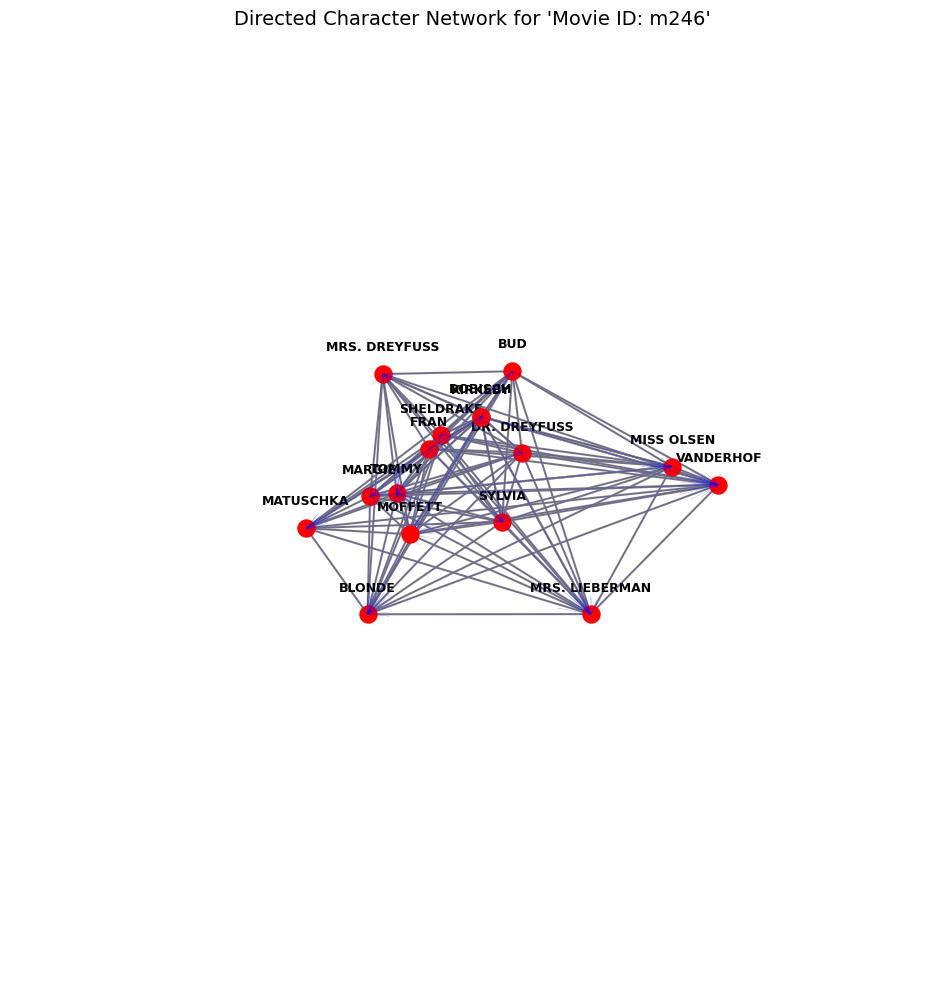 Directed Character Network for 'Movie ID: m246'
MRS. DREYFUSS
BUD
KIRKEBY
SHELDRAKE
FRAN
DR. DREYFUSS
MISS OLSEN
VANDERHOF
MARGIE
TOMMY
MATUSCHKA
MOFFETT
SYLVIA
BLONDE
MRS. LIEBERMAN